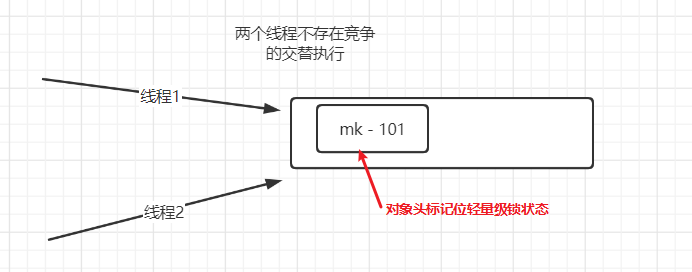 两个线程不存在竞争
的交替执行
线程1
mk - 101
线程2
对象头标记位轻量级锁状态